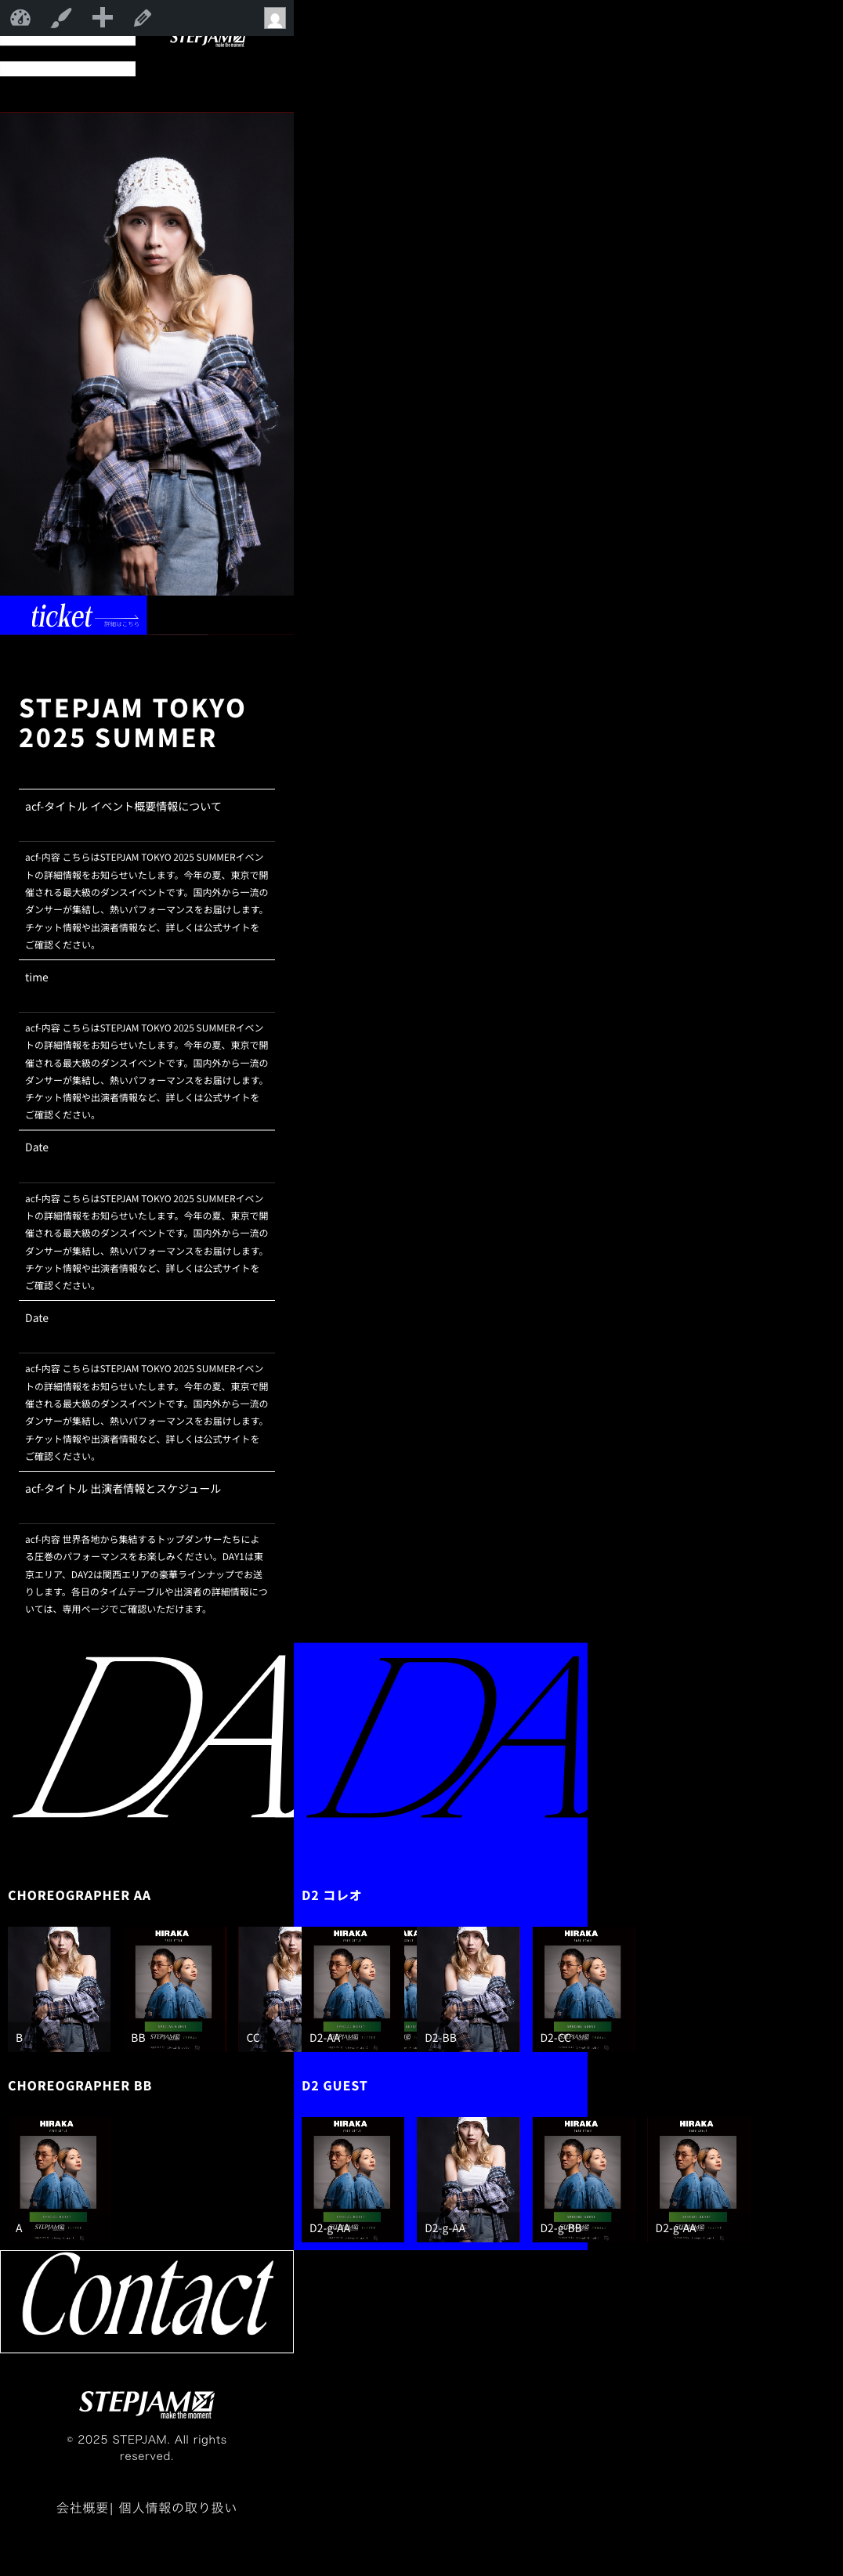 STEPJAM
make the moment
ticket
詳細はこちら
STEPJAM TOKYO
2025 SUMMER
acf-タイトル イベント概要情報について
acf-内容 こちらはSTEPJAM TOKYO 2025 SUMMERイベン
トの詳細情報をお知らせいたします。今年の夏、東京で開
催される最大級のダンスイベントです。国内外から一流の
ダンサーが集結し、熱いパフォーマンスをお届けします。
チケット情報や出演者情報など、詳しくは公式サイトを
ご確認ください。
time
acf-内容 こちらはSTEPJAM TOKYO 2025 SUMMERイベン
トの詳細情報をお知らせいたします。今年の夏、東京で開
催される最大級のダンスイベントです。国内外から一流の
ダンサーが集結し、熱いパフォーマンスをお届けします。
チケット情報や出演者情報など、詳しくは公式サイトを
ご確認ください。
Date
acf-内容 こちらはSTEPJAM TOKYO 2025 SUMMERイベン
トの詳細情報をお知らせいたします。今年の夏、東京で開
催される最大級のダンスイベントです。国内外から一流の
ダンサーが集結し、熱いパフォーマンスをお届けします。
チケット情報や出演者情報など、詳しくは公式サイトを
ご確認ください。
Date
acf-内容 こちらはSTEPJAM TOKYO 2025 SUMMERイベン
トの詳細情報をお知らせいたします。今年の夏、東京で開
催される最大級のダンスイベントです。国内外から一流の
ダンサーが集結し、熱いパフォーマンスをお届けします。
チケット情報や出演者情報など、詳しくは公式サイトを
ご確認ください。
acf-タイトル 出演者情報とスケジュール
acf-内容 世界各地から集結するトップダンサーたちによ
る圧巻のパフォーマンスをお楽しみください。DAY1は東
京エリア、DAY2は関西エリアの豪華ラインナップでお送
りします。各日のタイムテーブルや出演者の詳細情報につ
いては、専用ページでご確認いただけます。
DA
DA
CHOREOGRAPHER AA
D2 コレオ
HIRAKA
HIRAKA
HIRAKA
B
BB
CC
D2-AA
D2-BB
D2-CC
CHOREOGRAPHER BB
D2 GUEST
HIRAKA
HIRAKA
HIRAKA
HIRAKA
A
D2-g-AA
D2-g-AA
D2-g-BB
D2-g-AA
Contact
STEPJAM
make the moment
© 2025 STEPJAM. All rights
reserved.
会社概要| 個人情報の取り扱い